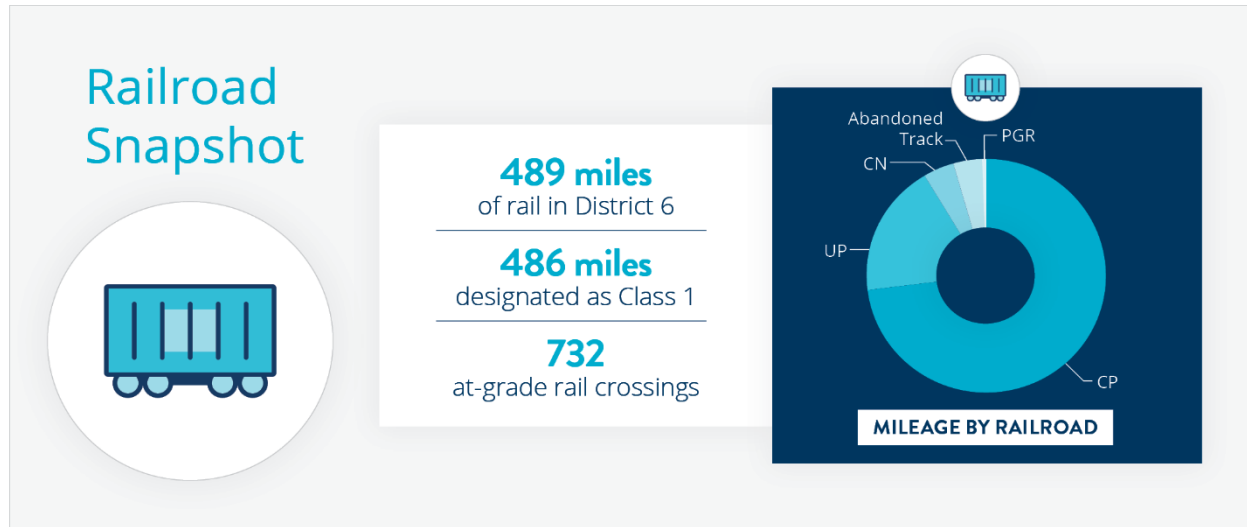 Railroad
Snapshot
489 miles
of rail in District 6
486 miles
designated as Class 1
732
at-grade rail crossings
Abandoned
Track
PGR
CN
UP
CP
MILEAGE BY RAILROAD